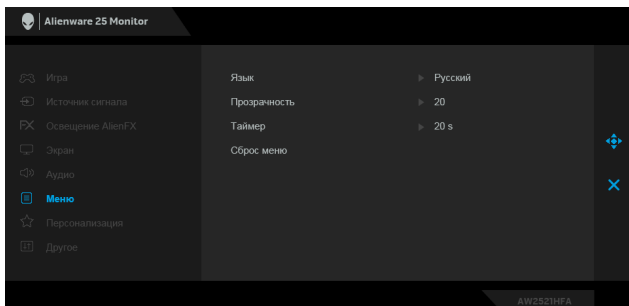 Alienware 25 Monitor
Игра
Источник сигнала
FX Освещение AlienFX
Экран
Аудио
Меню
Персонализация
Другое
Язык Русский
Прозрачность 20
Таймер 20 s
Сброс меню
AW2521HFA